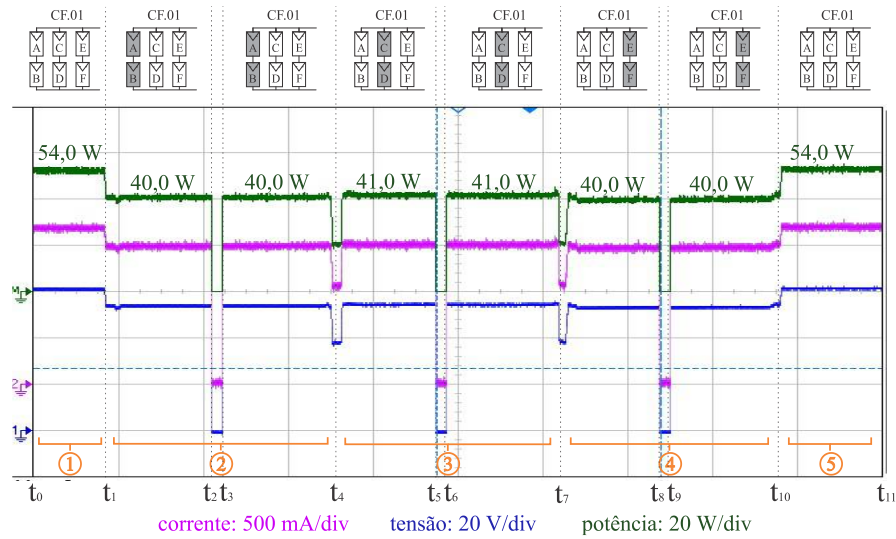 CF.01 CF.01 CF.01 CF.01 CF.01 CF.01 CF.01 CF.01
A C E A C E A C E A C E A C E A C E A C E A C E
B D F B D F B D F B D F B D F B D F B D F B D F
54,0 W 40,0 W 40,0 W 41,0 W 41,0 W 40,0 W 40,0 W 54,0 W
M
2
1
① ② ③ ④ ⑤
t0 t1 t2 t3 t4 t5 t6 t7 t8 t9 t10 t11
corrente: 500 mA/div tensão: 20 V/div potência: 20 W/div